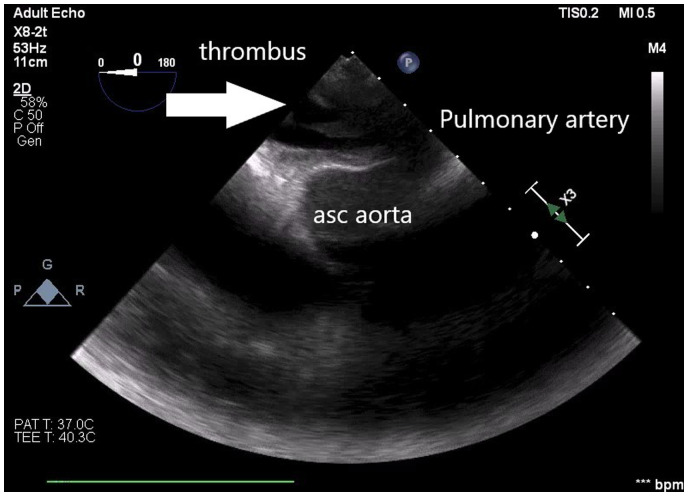 Adult Echo
TIS0.2 MI 0.5
X8-2t
53Hz
11cm
0 0 180
2D
58%
C 50
P Off
Gen
thrombus
P
M4
Pulmonary artery
X3
asc aorta
G
P R
PAT T: 37.0C
TEE T: 40.3C
*** bpm